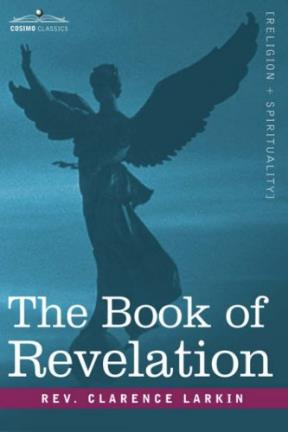 COSIMO CLASSICS
[RELIGION + SPIRITUALITY]
The Book of
Revelation
REV. CLARENCE LARKIN